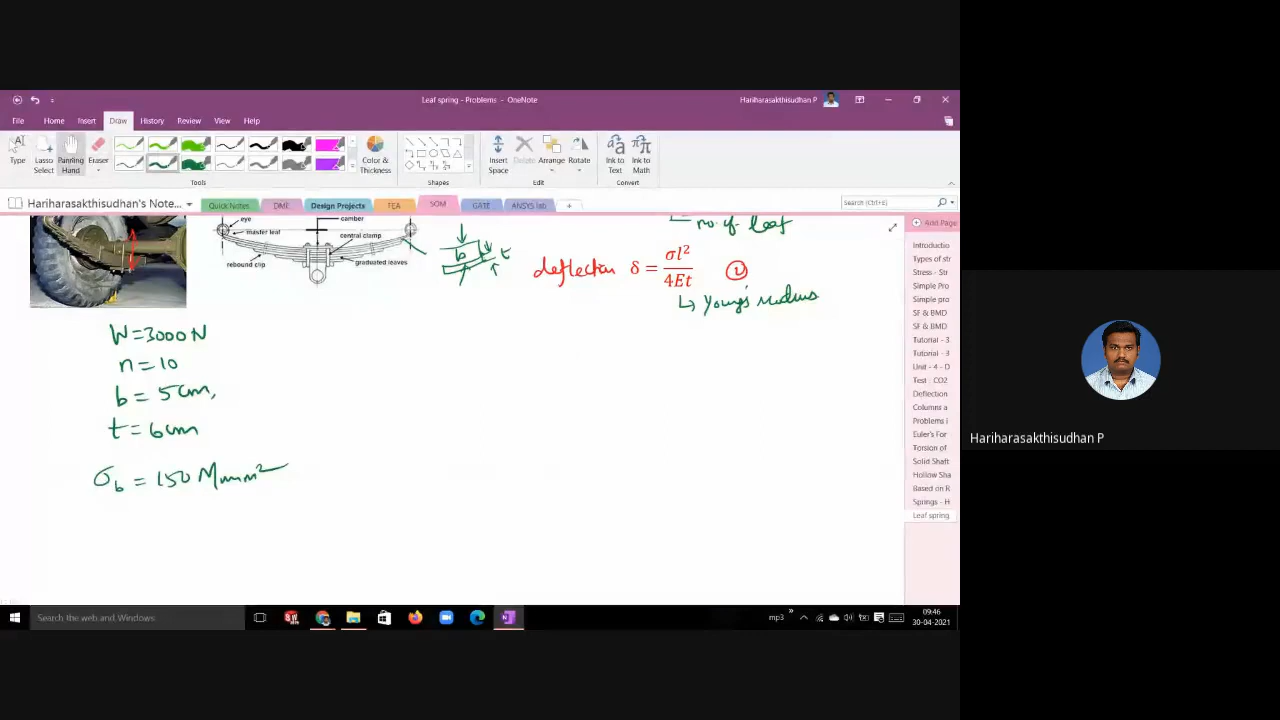 Leaf spring - Problems - OneNote
Hariharasakthisudhan P
File Home Insert Draw History Review View Help
Type
Lasso Select
Panning Hand
Eraser
Color & Thickness
Insert Space
Delete
Arrange
Rotate
Ink to Text
Ink to Math
Tools
Shapes
Edit
Convert
Hariharasakthisudhan's Note...
Quick Notes
DME
Design Projects
FEA
SOM
GATE
ANSYS lab
Search (Ctrl+E)
Add Page
Introductio
Types of str
Stress - Str
Simple Pro
Simple pro
SF & BMD
SF & BMD
Tutorial - 3
Tutorial - 3
Unit - 4 - D
Test : CO2
Deflection
Columns a
Problems i
Euler's For
Torsion of
Solid Shaft
Hollow Sha
Based on R
Springs - H
Leaf spring
eye
camber
master leaf
central clamp
rebound clip
graduated leaves
b
t
no. of leaf
deflection δ = σl²/4Et ②
↳ Young's modulus
W = 3000 N
n = 10
b = 5 cm,
t = 6 cm
σb = 150 N/mm²
Hariharasakthisudhan P
Search the web and Windows
mp3
09:46
30-04-2021